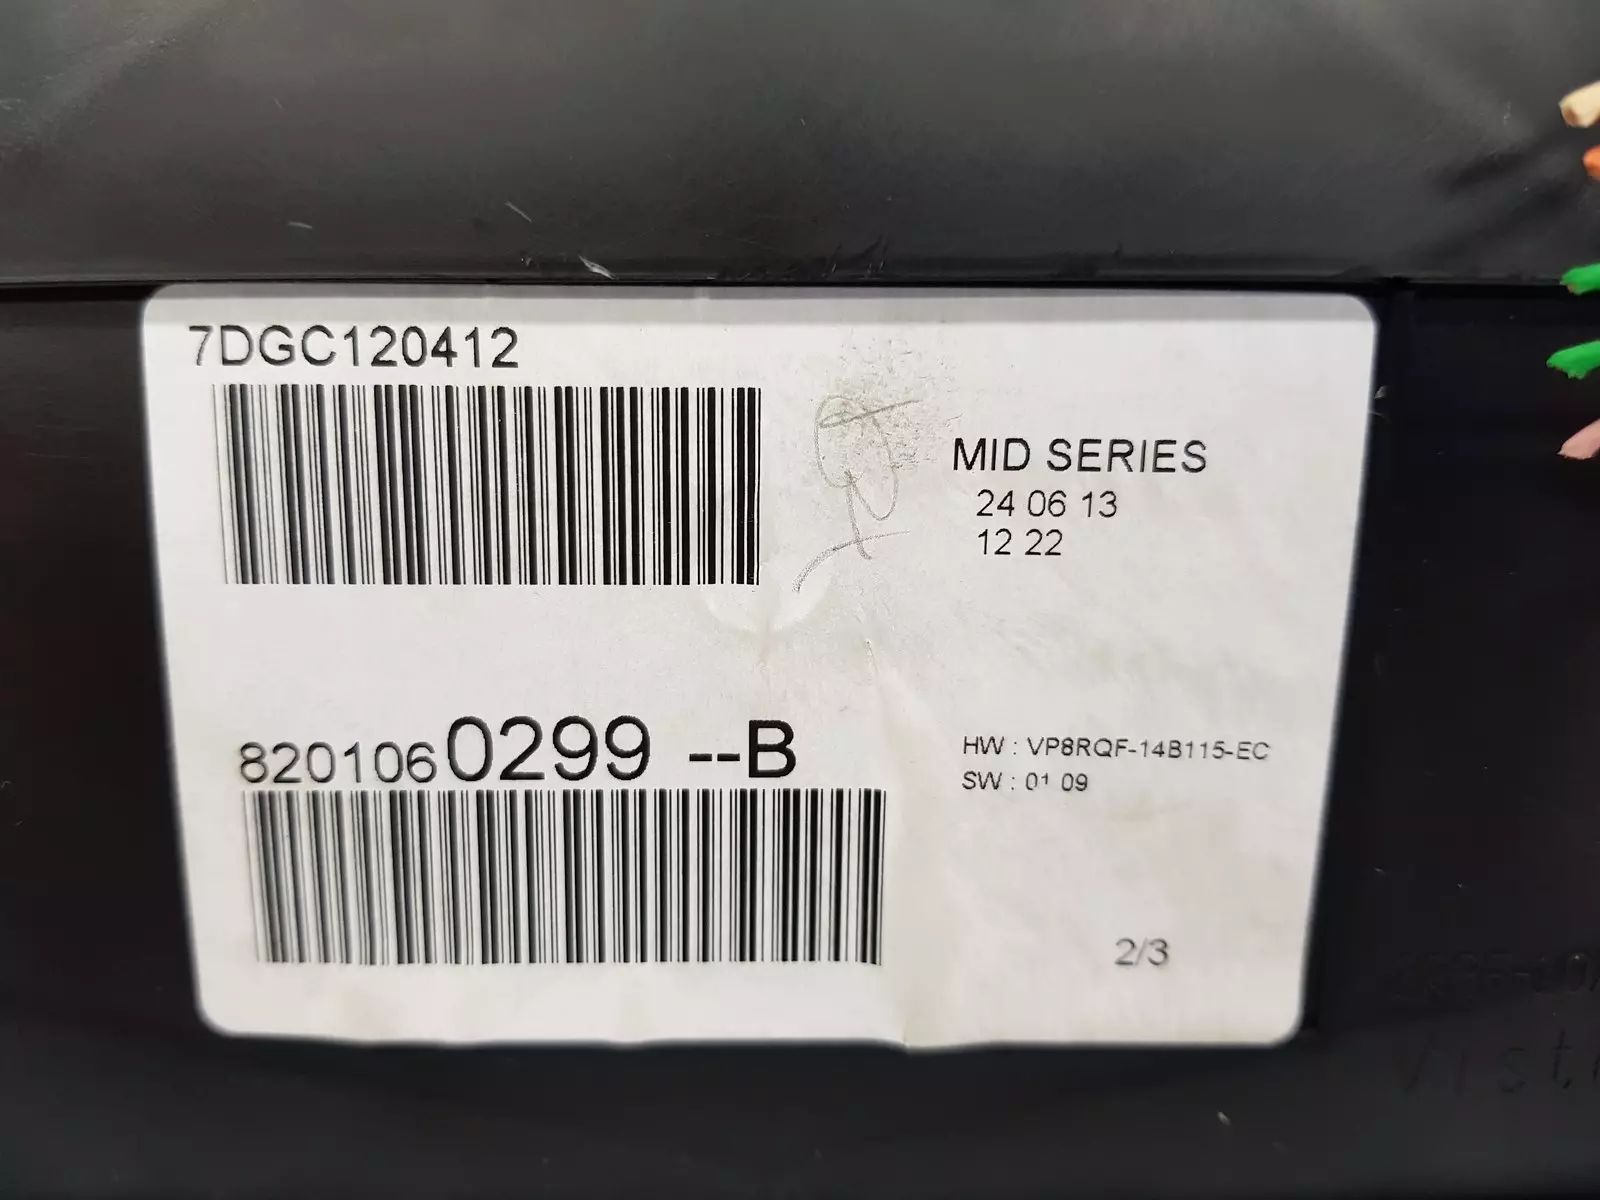 7DGC120412
MID SERIES
24 06 13
12 22
8201060299 --B
HW : VP8RQF-14B115-EC
SW : 01 09
2/3